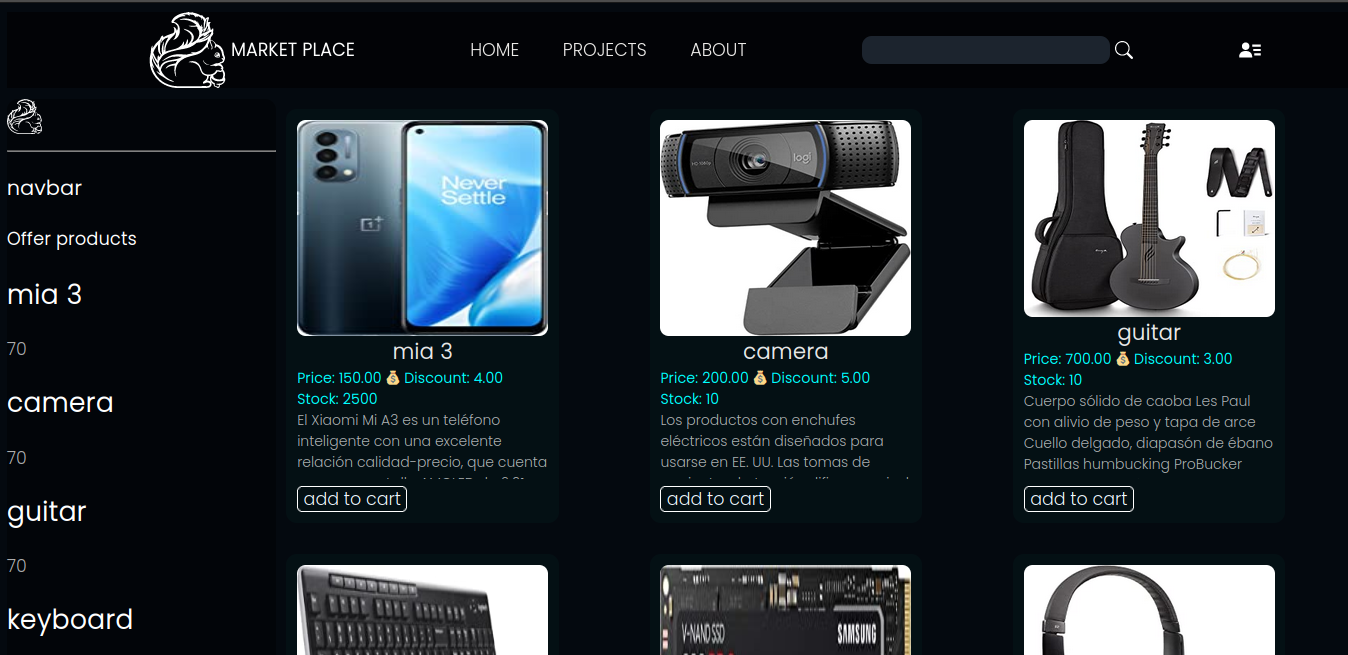 MARKET PLACE
HOME
PROJECTS
ABOUT
navbar
Offer products
mia 3
70
camera
70
guitar
70
keyboard
Never
Settle
mia 3
Price: 150.00 💰 Discount: 4.00
Stock: 2500
El Xiaomi Mi A3 es un teléfono
inteligente con una excelente
relación calidad-precio, que cuenta
add to cart
HD 1080p
logi
camera
Price: 200.00 💰 Discount: 5.00
Stock: 10
Los productos con enchufes
eléctricos están diseñados para
usarse en EE. UU. Las tomas de
add to cart
guitar
Price: 700.00 💰 Discount: 3.00
Stock: 10
Cuerpo sólido de caoba Les Paul
con alivio de peso y tapa de arce
Cuello delgado, diapasón de ébano
Pastillas humbucking ProBucker
add to cart
V-NAND SSD
SAMSUNG